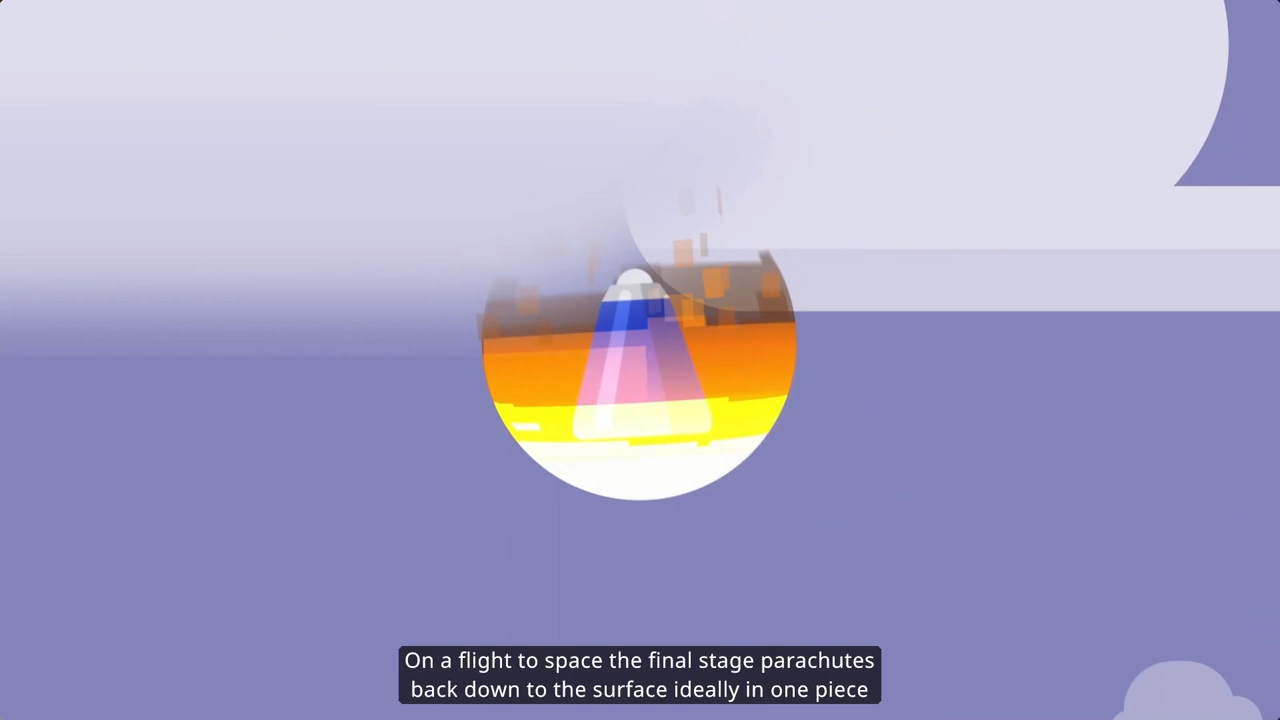 On a flight to space the final stage parachutes
back down to the surface ideally in one piece